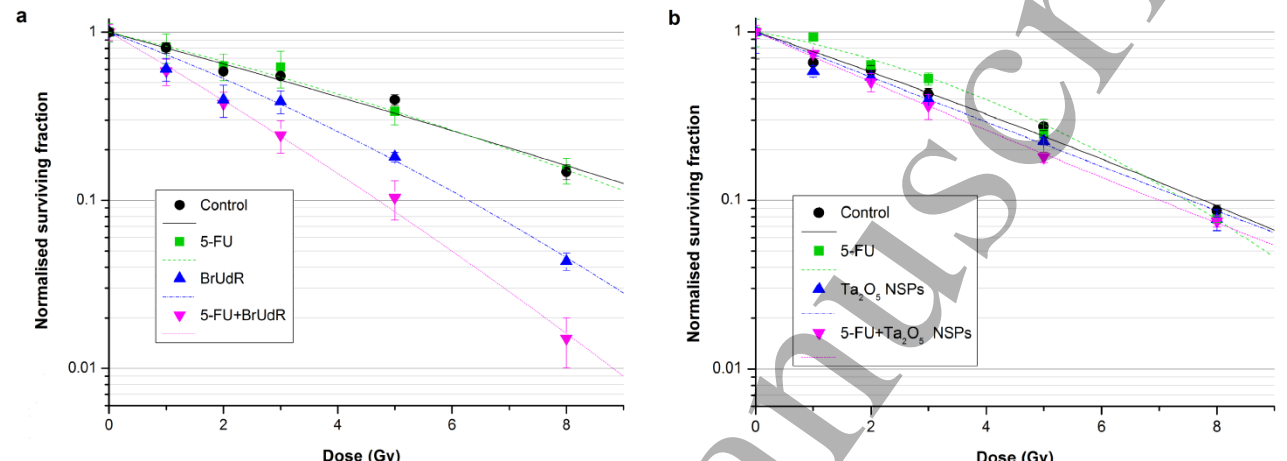 a
Normalised surviving fraction
1
0.1
0.01
Control
5-FU
BrUdR
5-FU+BrUdR
0 2 4 6 8
Dose (Gy)
b
Normalised surviving fraction
1
0.1
0.01
Control
5-FU
Ta₂O₅ NSPs
5-FU+Ta₂O₅ NSPs
0 2 4 6 8
Dose (Gy)
anuscri